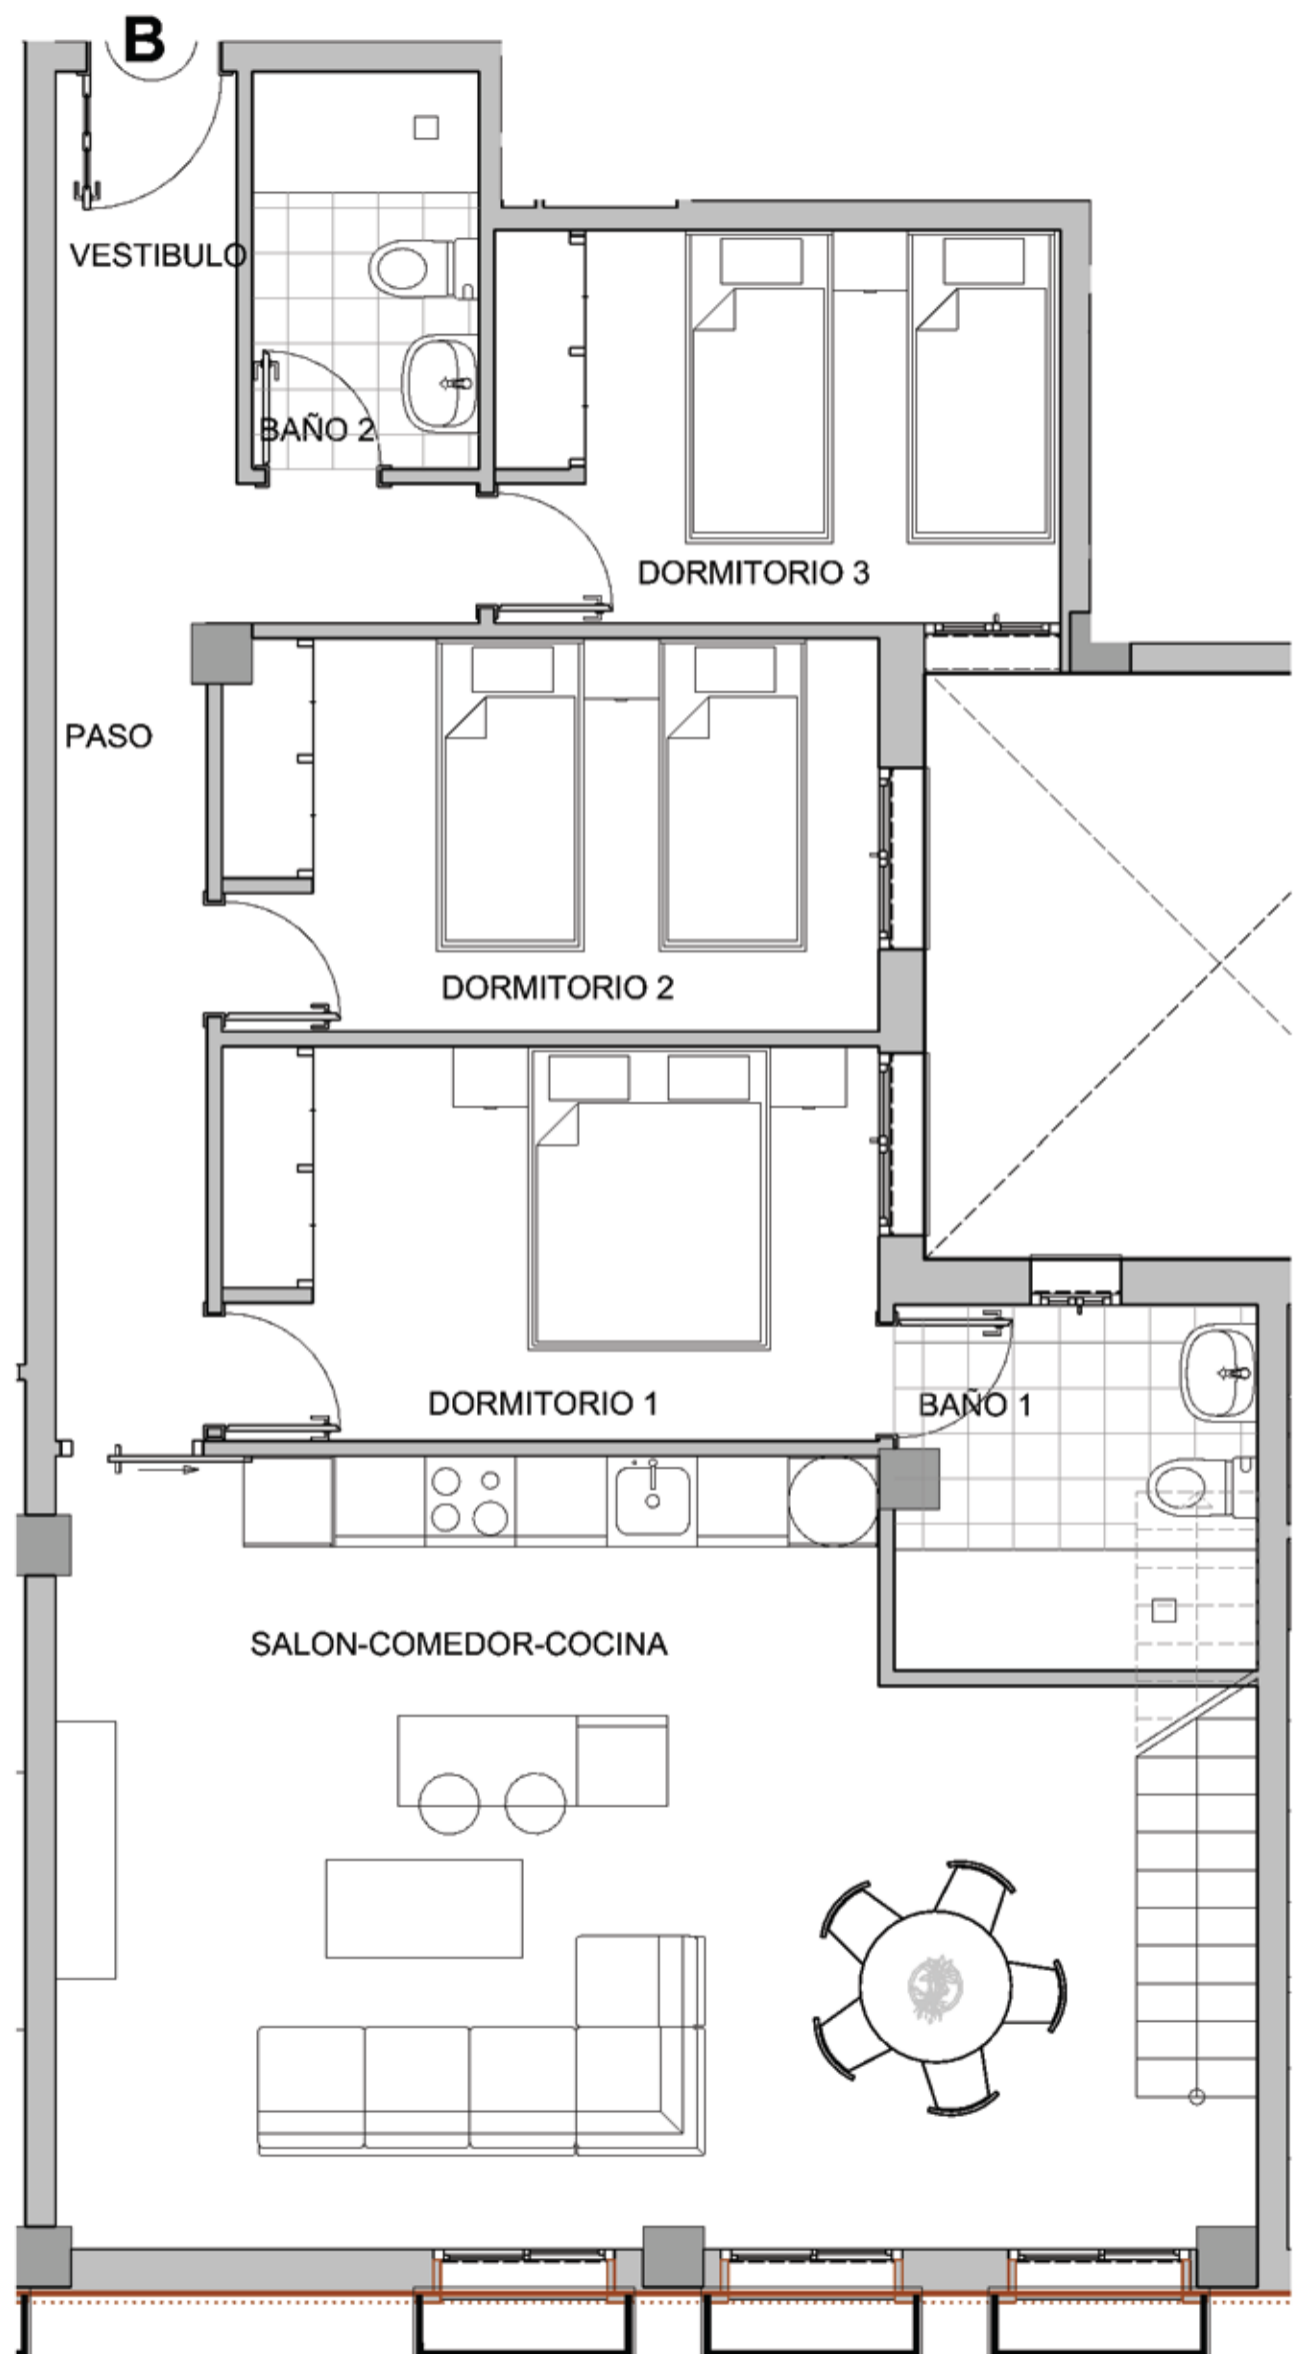 B
VESTIBULO
BAÑO 2
DORMITORIO 3
PASO
DORMITORIO 2
DORMITORIO 1
BAÑO 1
SALON-COMEDOR-COCINA